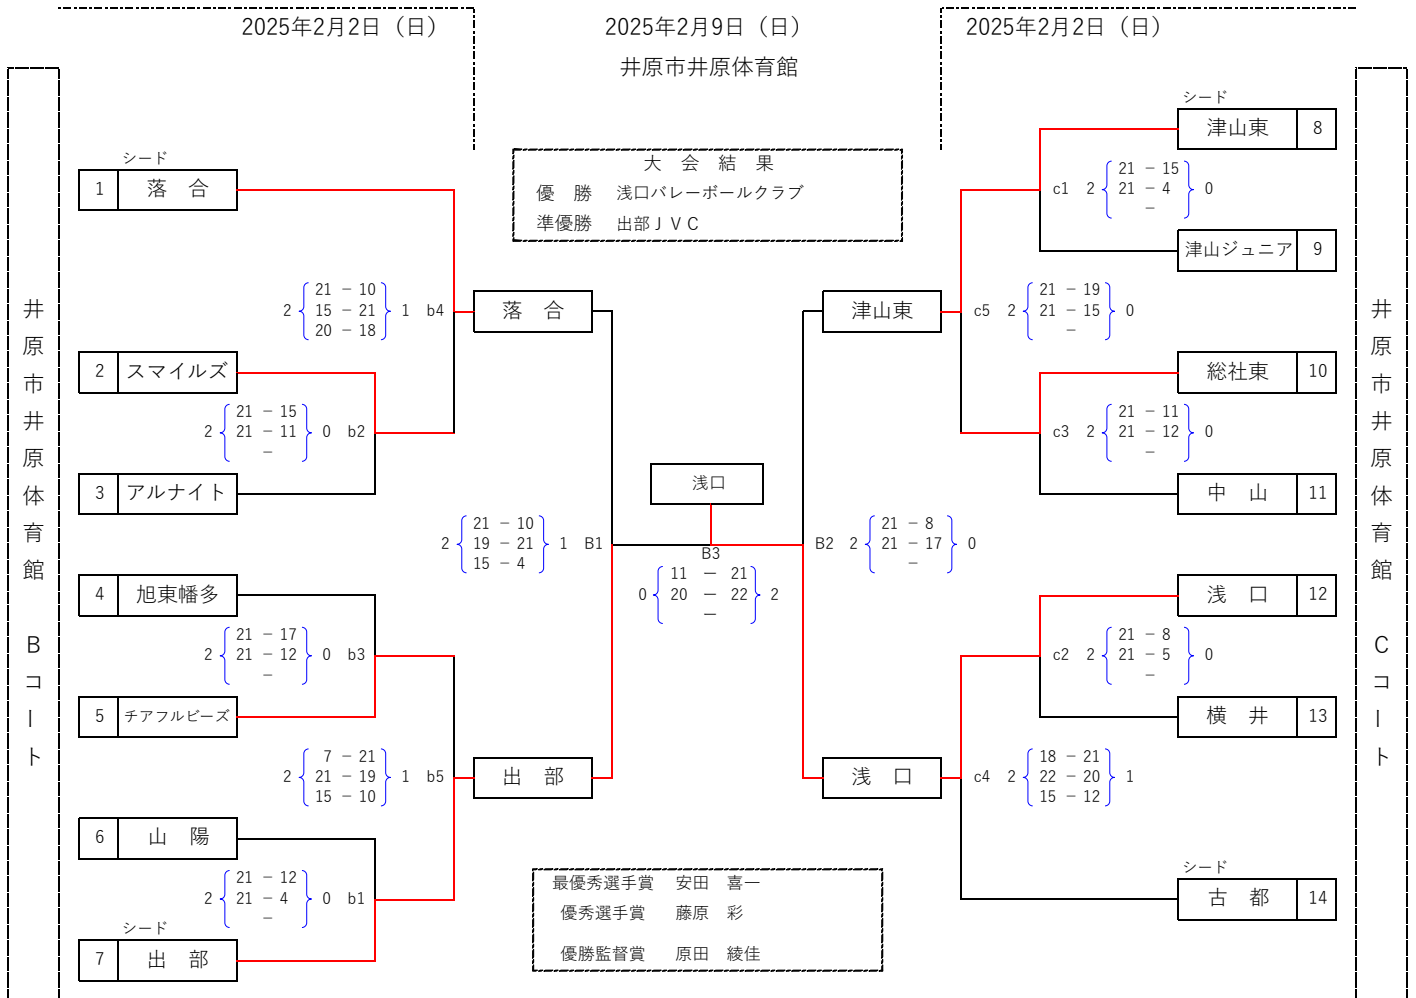 2025年2月2日（日）
2025年2月9日（日）
2025年2月2日（日）
井原市井原体育館
大　会　結　果
優　勝　浅口バレーボールクラブ
準優勝　出部ＪＶＣ
井原市井原体育館　Bコート
シード
1 落　合
21 － 10
2 15 － 21 1 b4
20 － 18
落　合
2 スマイルズ
21 － 15
2 21 － 11 0 b2
－
3 アルナイト
21 － 10
2 19 － 21 1 B1
15 － 4
4 旭東幡多
21 － 17
2 21 － 12 0 b3
－
5 チアフルビーズ
7 － 21
2 21 － 19 1 b5
15 － 10
出　部
6 山　陽
21 － 12
2 21 － 4 0 b1
－
シード
7 出　部
浅口
B3
11 － 21
0 20 － 22 2
－
シード
津山東 8
21 － 15
c1 2 21 － 4 0
－
津山ジュニア 9
津山東
21 － 19
c5 2 21 － 15 0
－
総社東 10
21 － 11
c3 2 21 － 12 0
－
中　山 11
21 － 8
B2 2 21 － 17 0
－
浅　口 12
21 － 8
c2 2 21 － 5 0
－
横　井 13
浅　口
18 － 21
c4 2 22 － 20 1
15 － 12
シード
古　都 14
井原市井原体育館　Cコート
最優秀選手賞　安田　喜一
優秀選手賞　藤原　彩
優勝監督賞　原田　綾佳